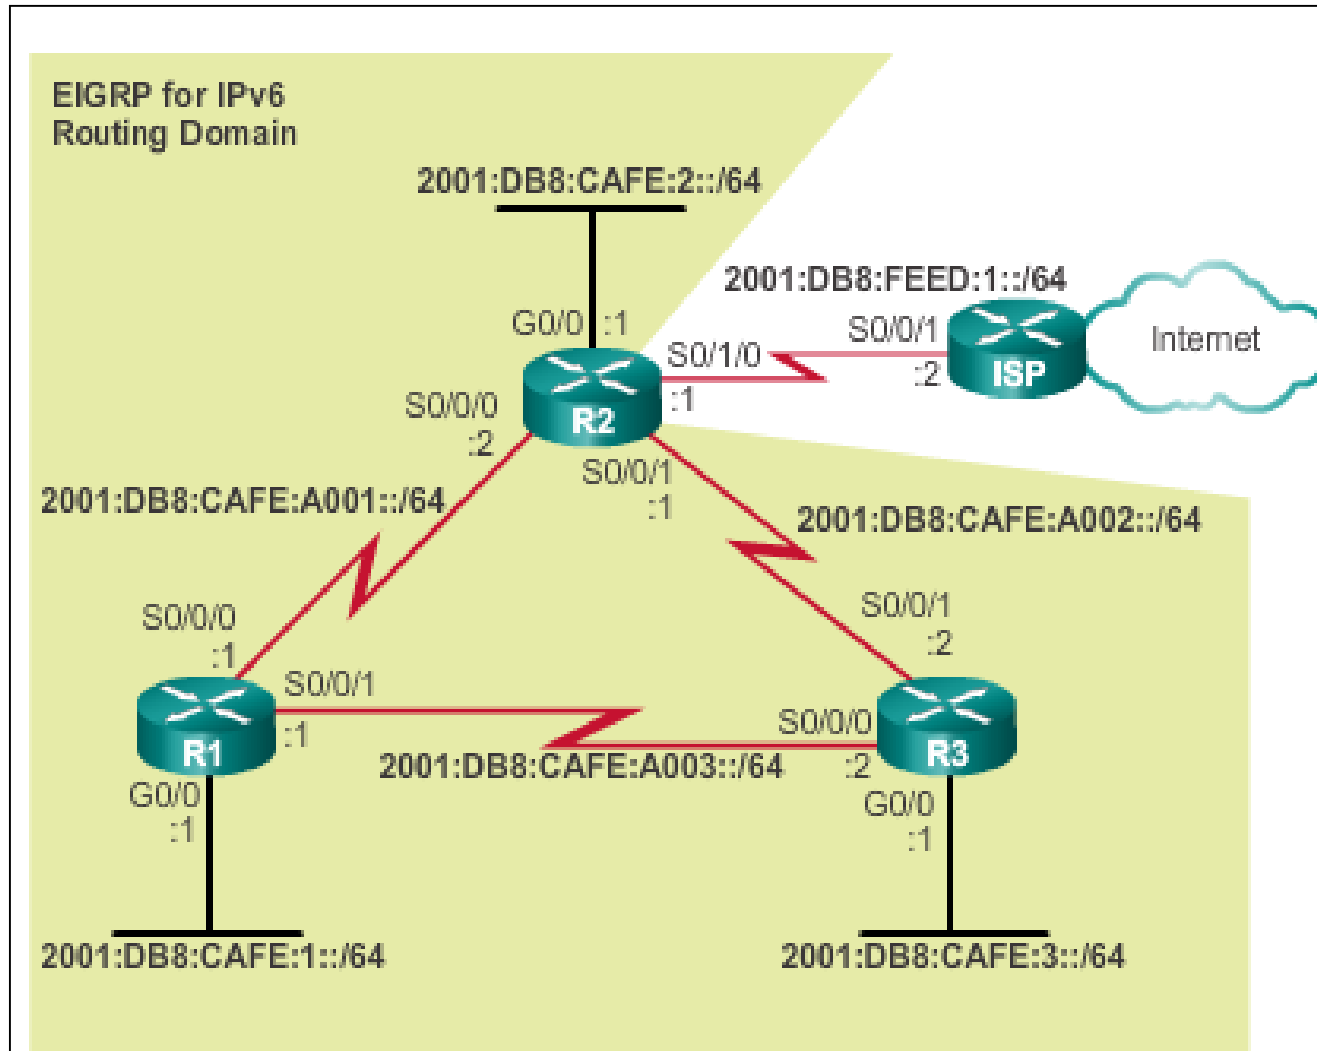 EIGRP for IPv6
Routing Domain
2001:DB8:CAFE:2::/64
2001:DB8:FEED:1::/64
G0/0 :1
S0/0/1
Internet
S0/1/0
:2
ISP
:1
S0/0/0
R2
:2
S0/0/1
:1
2001:DB8:CAFE:A001::/64
2001:DB8:CAFE:A002::/64
S0/0/0
:1
S0/0/1
:2
S0/0/1
:1
S0/0/0
:2
R1
R3
2001:DB8:CAFE:A003::/64
G0/0
:1
G0/0
:1
2001:DB8:CAFE:1::/64
2001:DB8:CAFE:3::/64